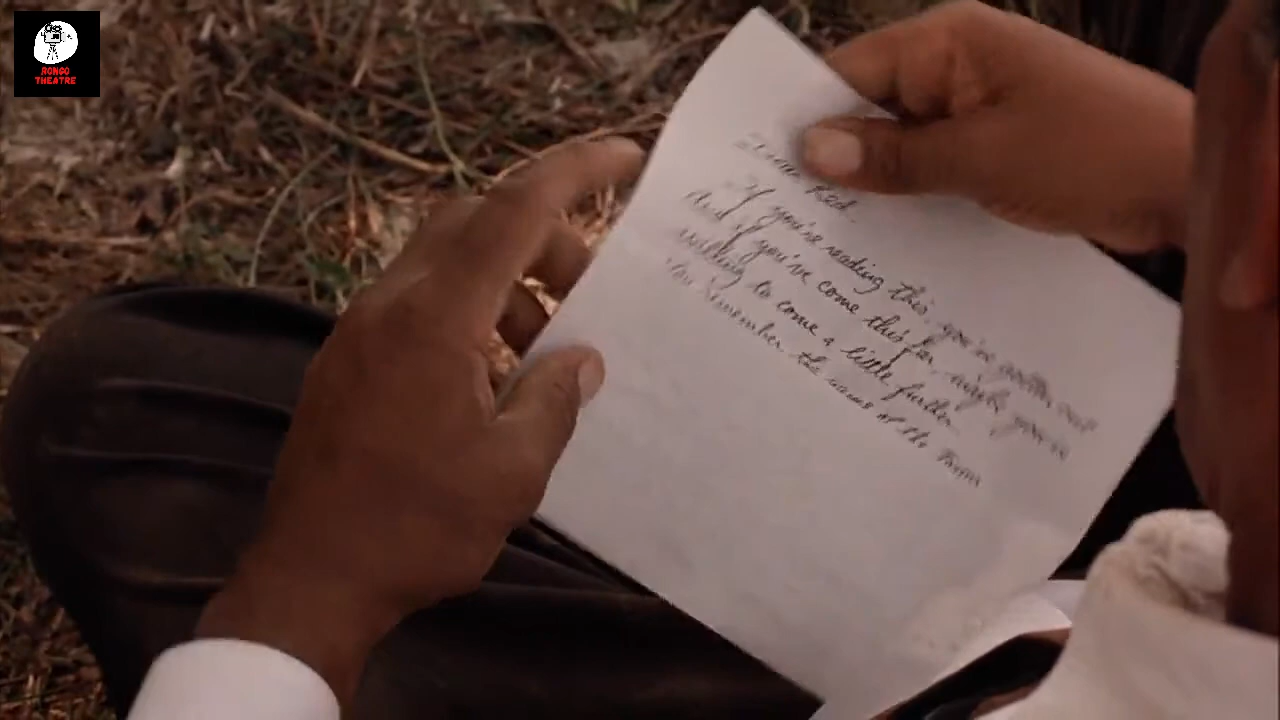 RONGO
THEATRE
Dear Red.
If you're reading this, you've gotten out
And if you've come this far, maybe you're
willing to come a little further.
You remember the name of the town